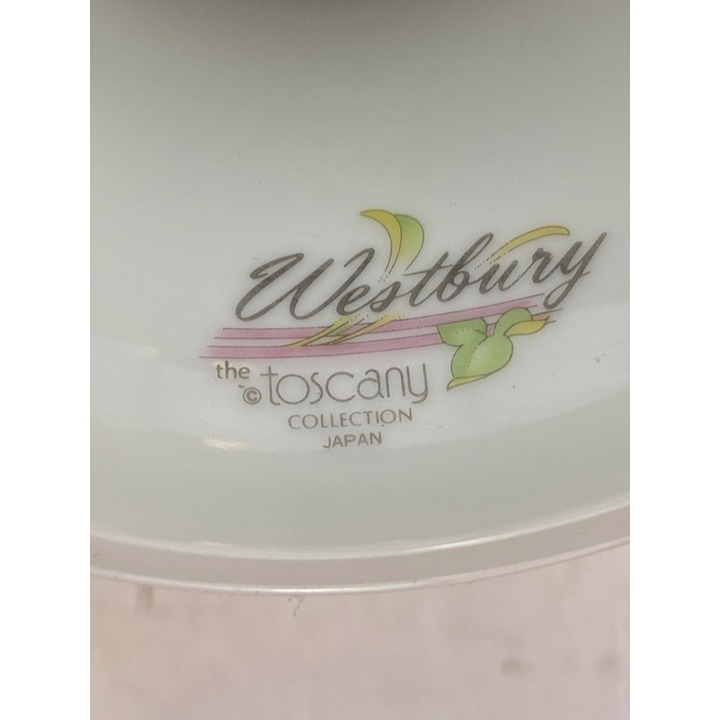 Westbury
the
© toscany
COLLECTION
JAPAN